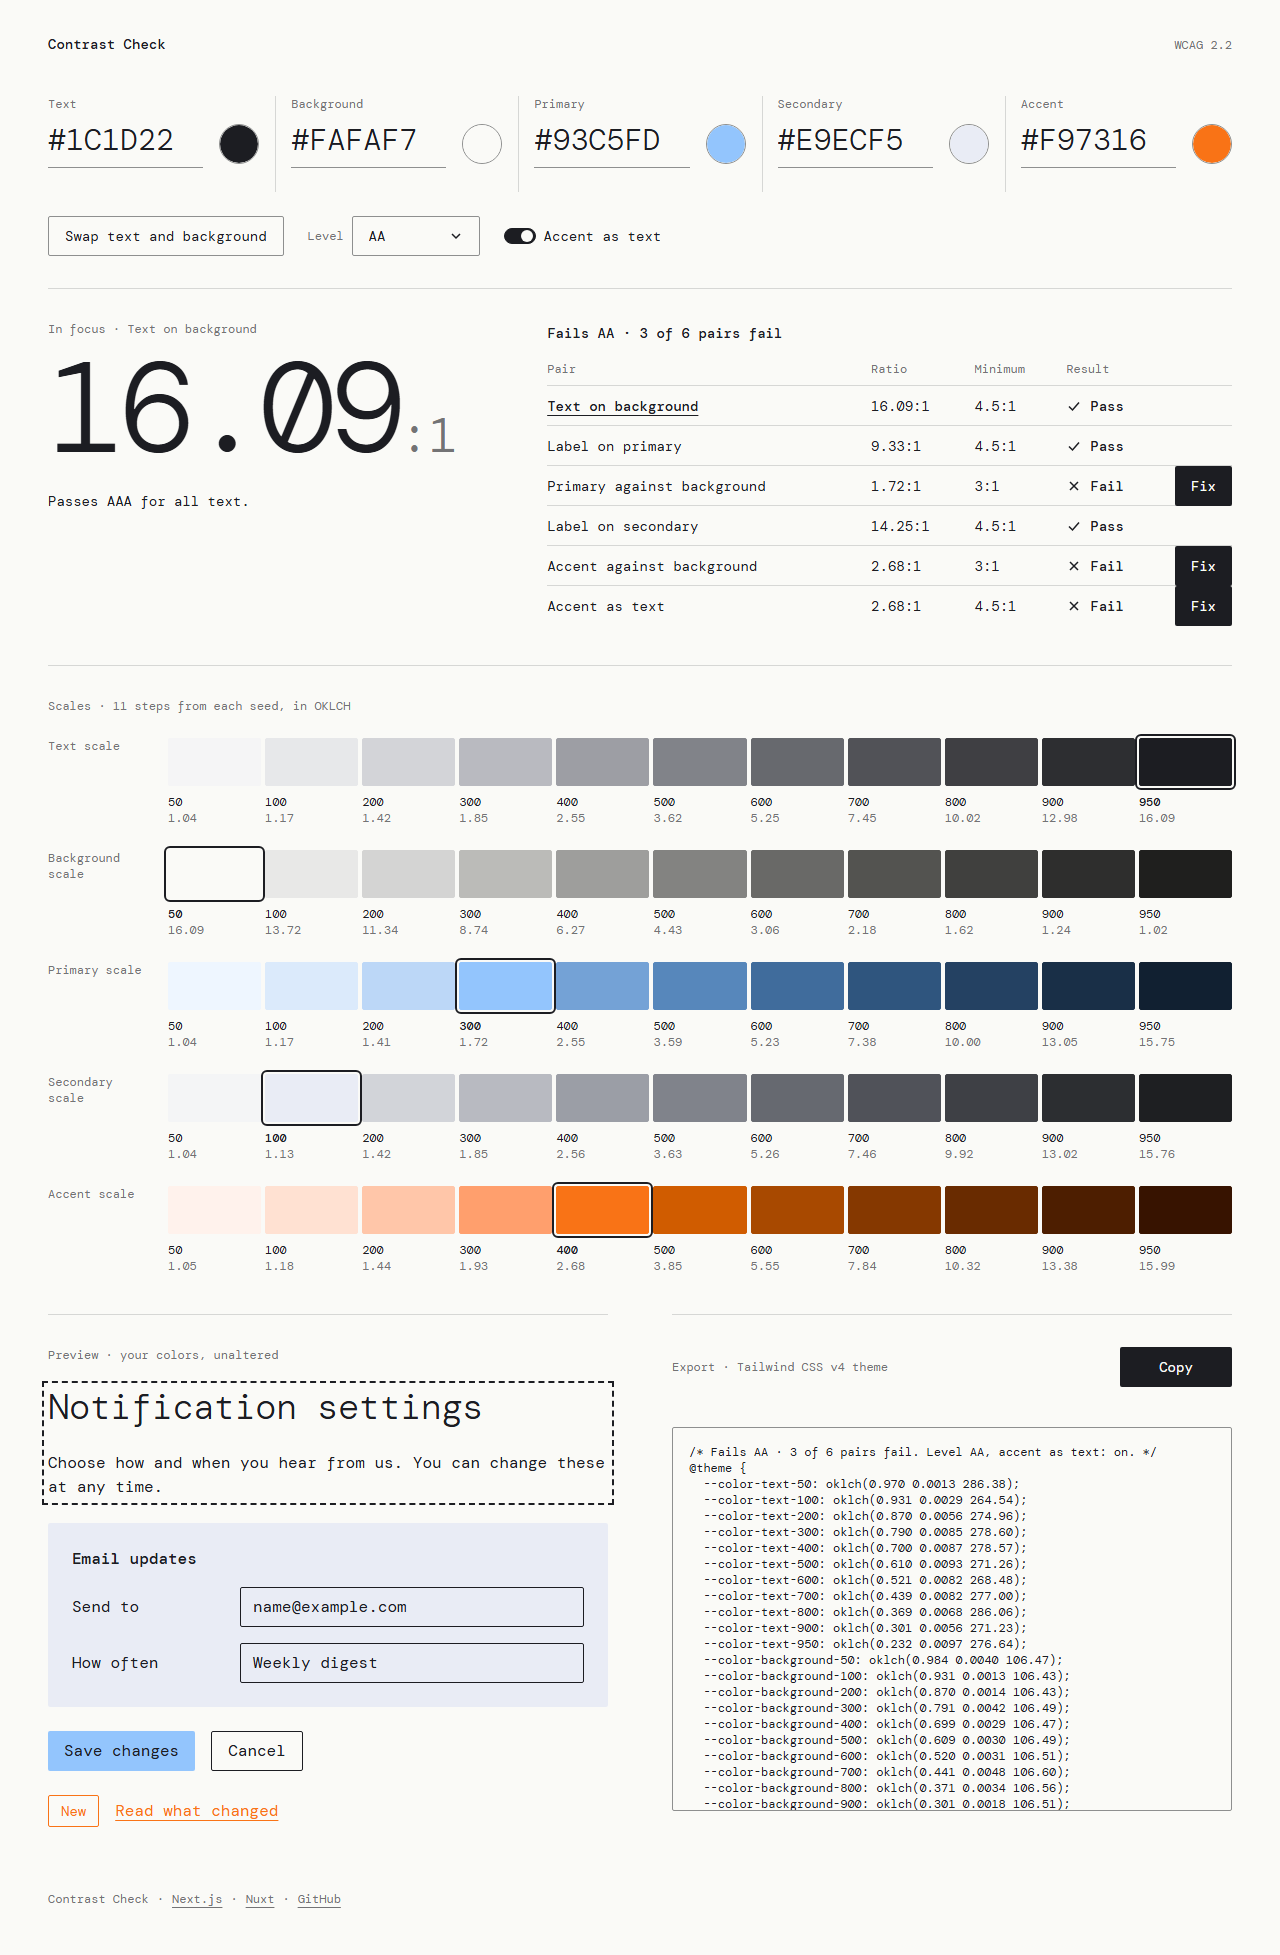 Contrast Check
WCAG 2.2
Text
Background
Primary
Secondary
Accent
#1C1D22
#FAFAF7
#93C5FD
#E9ECF5
#F97316
Swap text and background
Level
AA
Accent as text
In focus · Text on background
16.09:1
Passes AAA for all text.
Fails AA · 3 of 6 pairs fail
Pair Ratio Minimum Result
Text on background 16.09:1 4.5:1 Pass
Label on primary 9.33:1 4.5:1 Pass
Primary against background 1.72:1 3:1 Fail Fix
Label on secondary 14.25:1 4.5:1 Pass
Accent against background 2.68:1 3:1 Fail Fix
Accent as text 2.68:1 4.5:1 Fail Fix
Scales · 11 steps from each seed, in OKLCH
Text scale
50 100 200 300 400 500 600 700 800 900 950
1.04 1.17 1.42 1.85 2.55 3.62 5.25 7.45 10.02 12.98 16.09
Background
scale
50 100 200 300 400 500 600 700 800 900 950
16.09 13.72 11.34 8.74 6.27 4.43 3.06 2.18 1.62 1.24 1.02
Primary scale
50 100 200 300 400 500 600 700 800 900 950
1.04 1.17 1.41 1.72 2.55 3.59 5.23 7.38 10.00 13.05 15.75
Secondary
scale
50 100 200 300 400 500 600 700 800 900 950
1.04 1.13 1.42 1.85 2.56 3.63 5.26 7.46 9.92 13.02 15.76
Accent scale
50 100 200 300 400 500 600 700 800 900 950
1.05 1.18 1.44 1.93 2.68 3.85 5.55 7.84 10.32 13.38 15.99
Preview · your colors, unaltered
Notification settings
Choose how and when you hear from us. You can change these
at any time.
Email updates
Send to
name@example.com
How often
Weekly digest
Save changes
Cancel
New
Read what changed
Export · Tailwind CSS v4 theme
Copy
/* Fails AA · 3 of 6 pairs fail. Level AA, accent as text: on. */
@theme {
--color-text-50: oklch(0.970 0.0013 286.38);
--color-text-100: oklch(0.931 0.0029 264.54);
--color-text-200: oklch(0.870 0.0056 274.96);
--color-text-300: oklch(0.790 0.0085 278.60);
--color-text-400: oklch(0.700 0.0087 278.57);
--color-text-500: oklch(0.610 0.0093 271.26);
--color-text-600: oklch(0.521 0.0082 268.48);
--color-text-700: oklch(0.439 0.0082 277.00);
--color-text-800: oklch(0.369 0.0068 286.06);
--color-text-900: oklch(0.301 0.0056 271.23);
--color-text-950: oklch(0.232 0.0097 276.64);
--color-background-50: oklch(0.984 0.0040 106.47);
--color-background-100: oklch(0.931 0.0013 106.43);
--color-background-200: oklch(0.870 0.0014 106.43);
--color-background-300: oklch(0.791 0.0042 106.49);
--color-background-400: oklch(0.699 0.0029 106.47);
--color-background-500: oklch(0.609 0.0030 106.49);
--color-background-600: oklch(0.520 0.0031 106.51);
--color-background-700: oklch(0.441 0.0048 106.60);
--color-background-800: oklch(0.371 0.0034 106.56);
--color-background-900: oklch(0.301 0.0018 106.51);
Contrast Check · Next.js · Nuxt · GitHub